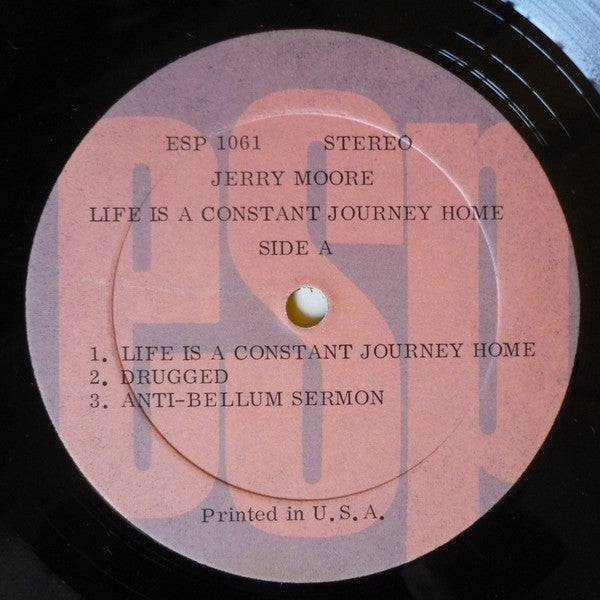 esp
ESP 1061 STEREO
JERRY MOORE
LIFE IS A CONSTANT JOURNEY HOME
SIDE A
1. LIFE IS A CONSTANT JOURNEY HOME
2. DRUGGED
3. ANTI-BELLUM SERMON
Printed in U.S.A.